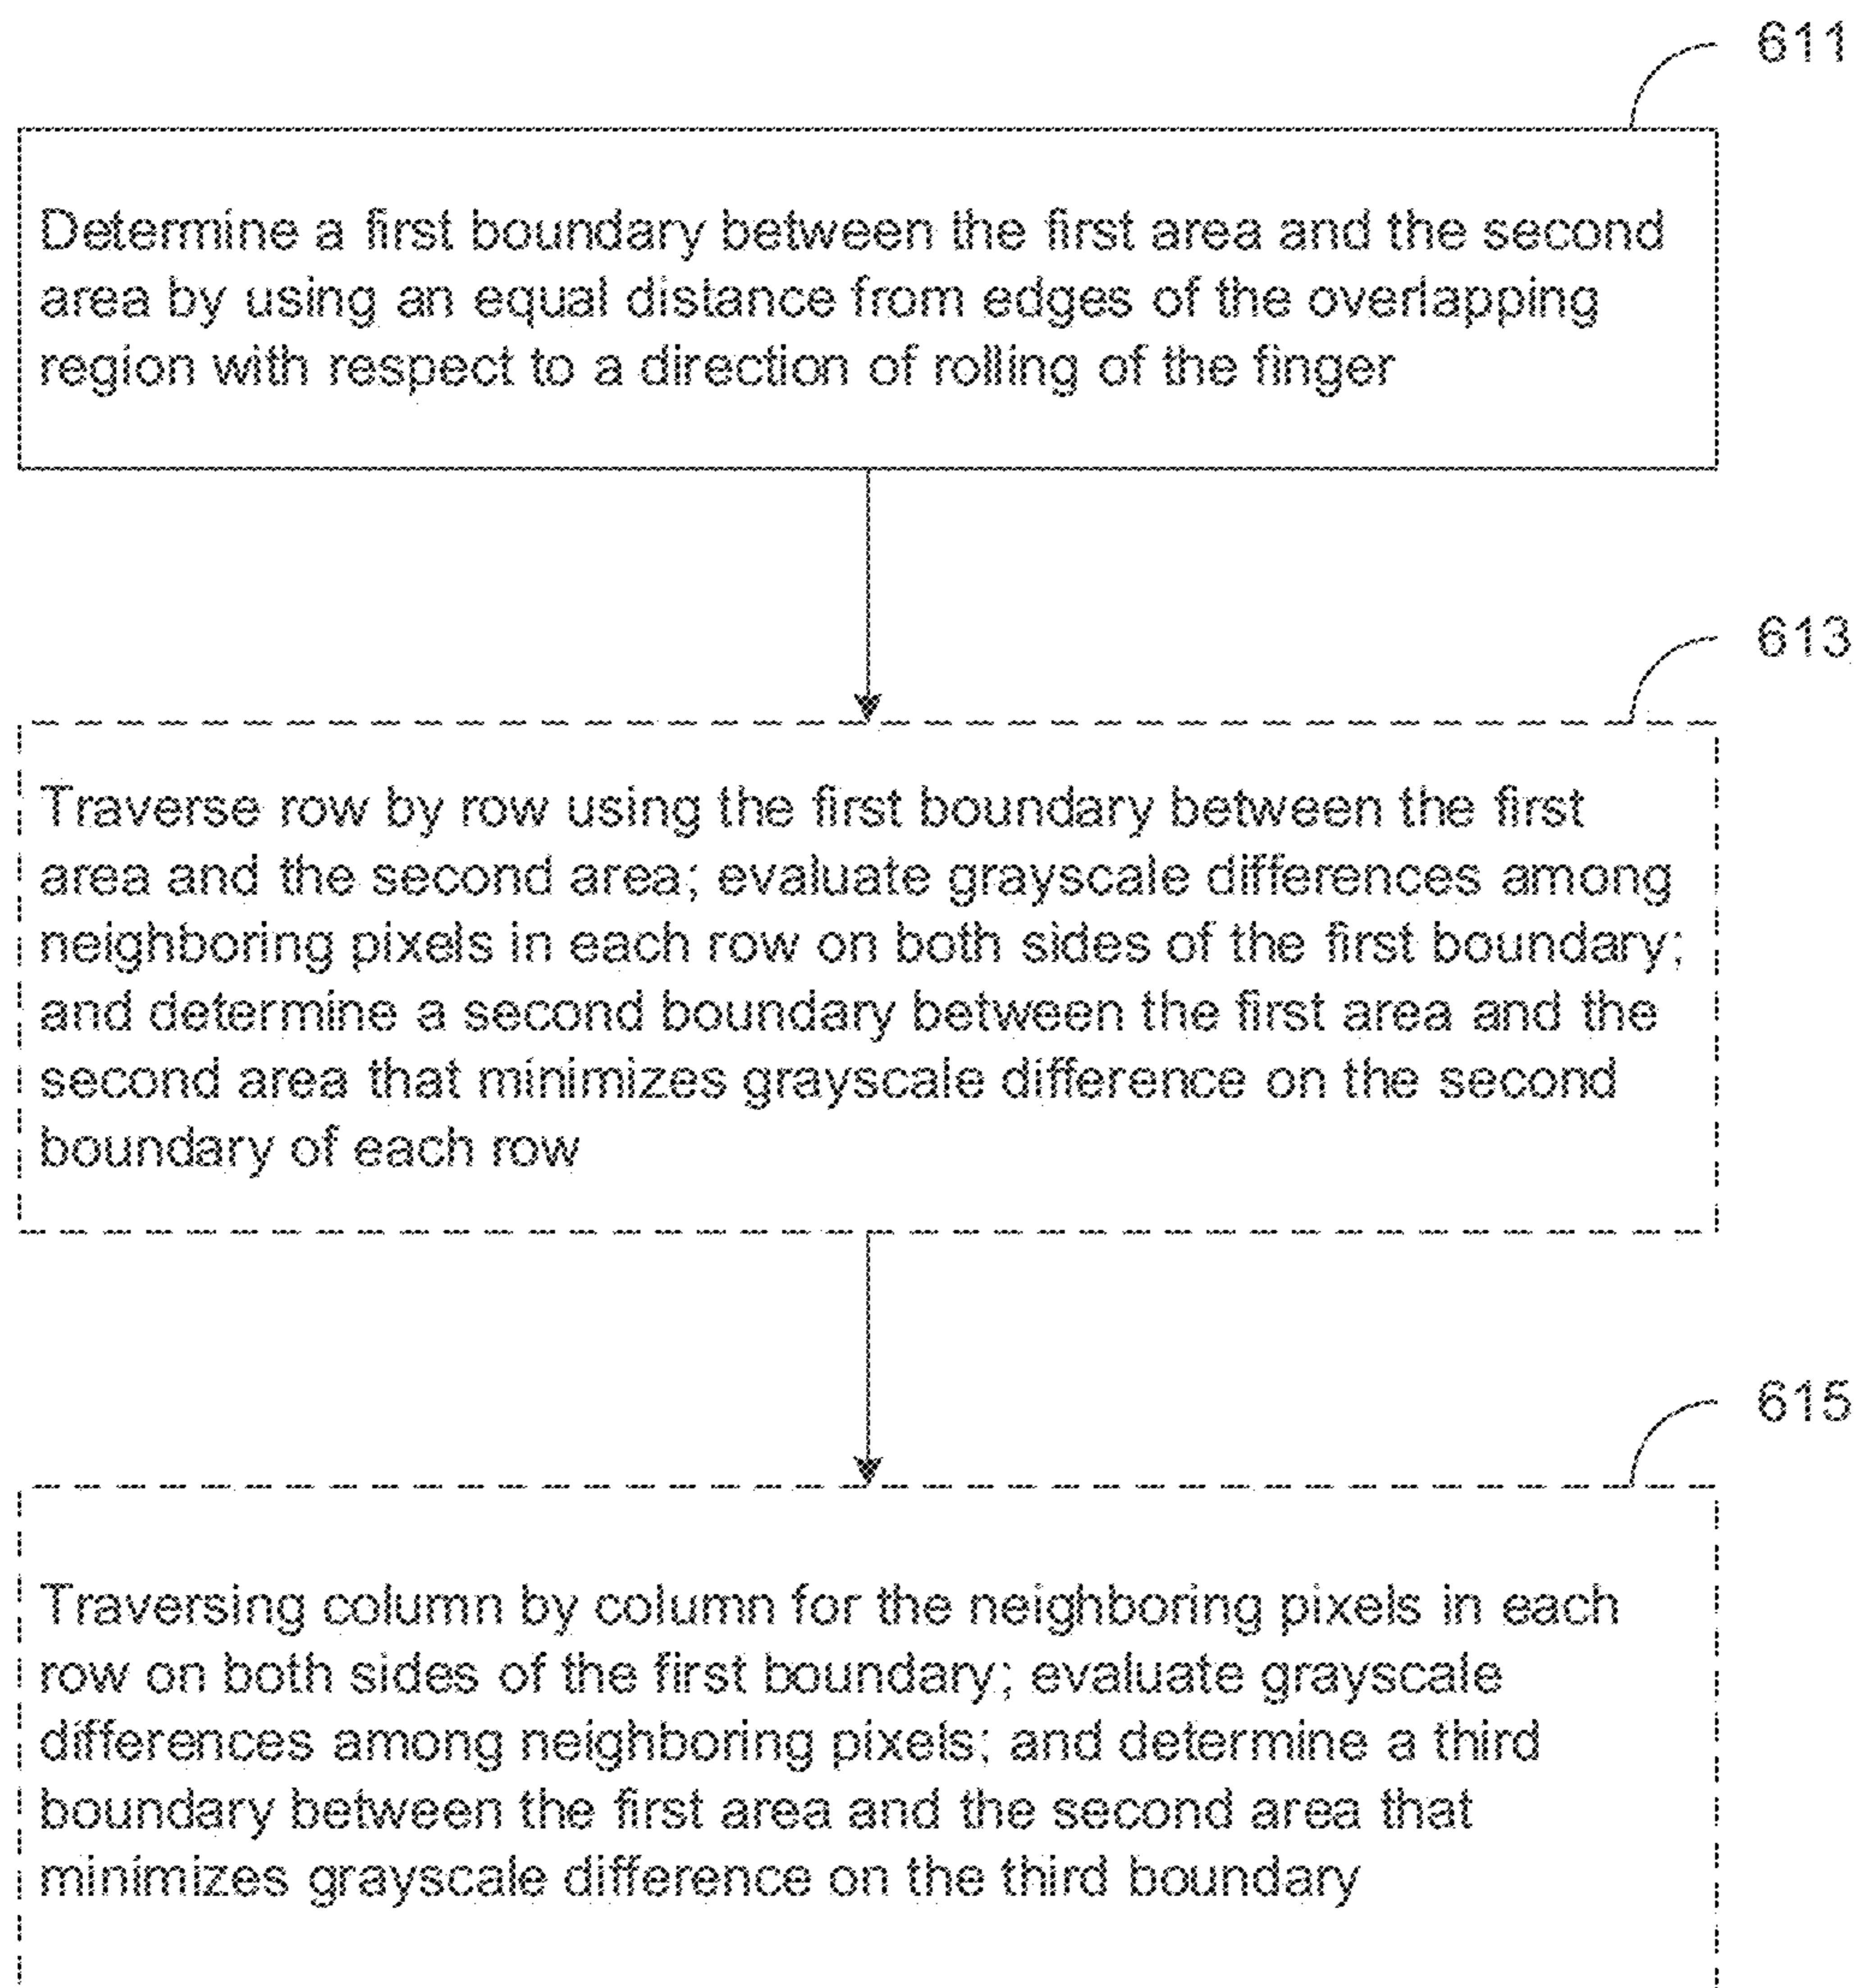 611
Determine a first boundary between the first area and the second
area by using an equal distance from edges of the overlapping
region with respect to a direction of rolling of the finger
613
Traverse row by row using the first boundary between the first
area and the second area; evaluate grayscale differences among
neighboring pixels in each row on both sides of the first boundary;
and determine a second boundary between the first area and the
second area that minimizes grayscale difference on the second
boundary of each row
615
Traversing column by column for the neighboring pixels in each
row on both sides of the first boundary; evaluate grayscale
differences among neighboring pixels; and determine a third
boundary between the first area and the second area that
minimizes grayscale difference on the third boundary